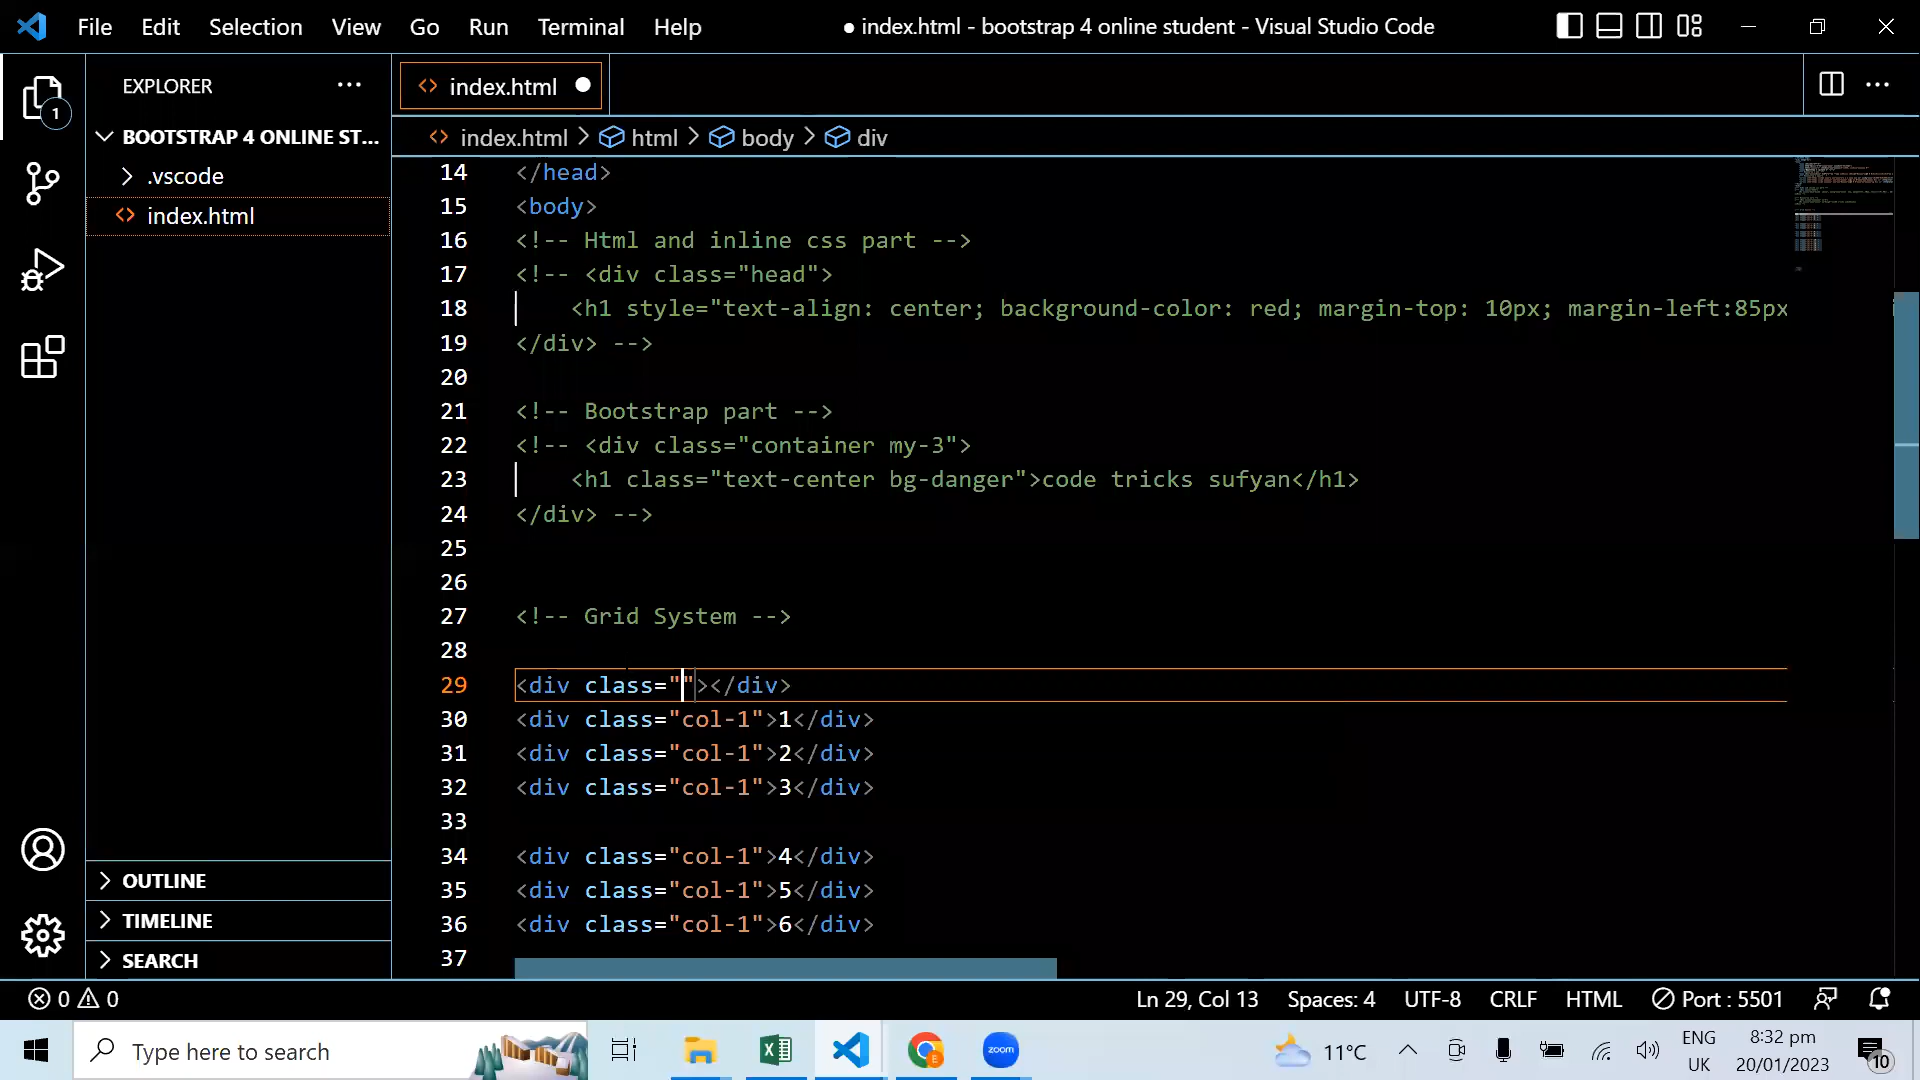 File Edit Selection View Go Run Terminal Help
● index.html - bootstrap 4 online student - Visual Studio Code
EXPLORER
1
BOOTSTRAP 4 ONLINE ST...
.vscode
index.html
OUTLINE
TIMELINE
SEARCH
index.html
index.html > html > body > div
14 </head>
15 <body>
16 <!-- Html and inline css part -->
17 <!-- <div class="head">
18 <h1 style="text-align: center; background-color: red; margin-top: 10px; margin-left:85px
19 </div> -->
20
21 <!-- Bootstrap part -->
22 <!-- <div class="container my-3">
23 <h1 class="text-center bg-danger">code tricks sufyan</h1>
24 </div> -->
25
26
27 <!-- Grid System -->
28
29 <div class=""></div>
30 <div class="col-1">1</div>
31 <div class="col-1">2</div>
32 <div class="col-1">3</div>
33
34 <div class="col-1">4</div>
35 <div class="col-1">5</div>
36 <div class="col-1">6</div>
37
0 0
Ln 29, Col 13 Spaces: 4 UTF-8 CRLF HTML Port : 5501
Type here to search
zoom
11°C
ENG
UK
8:32 pm
20/01/2023
10